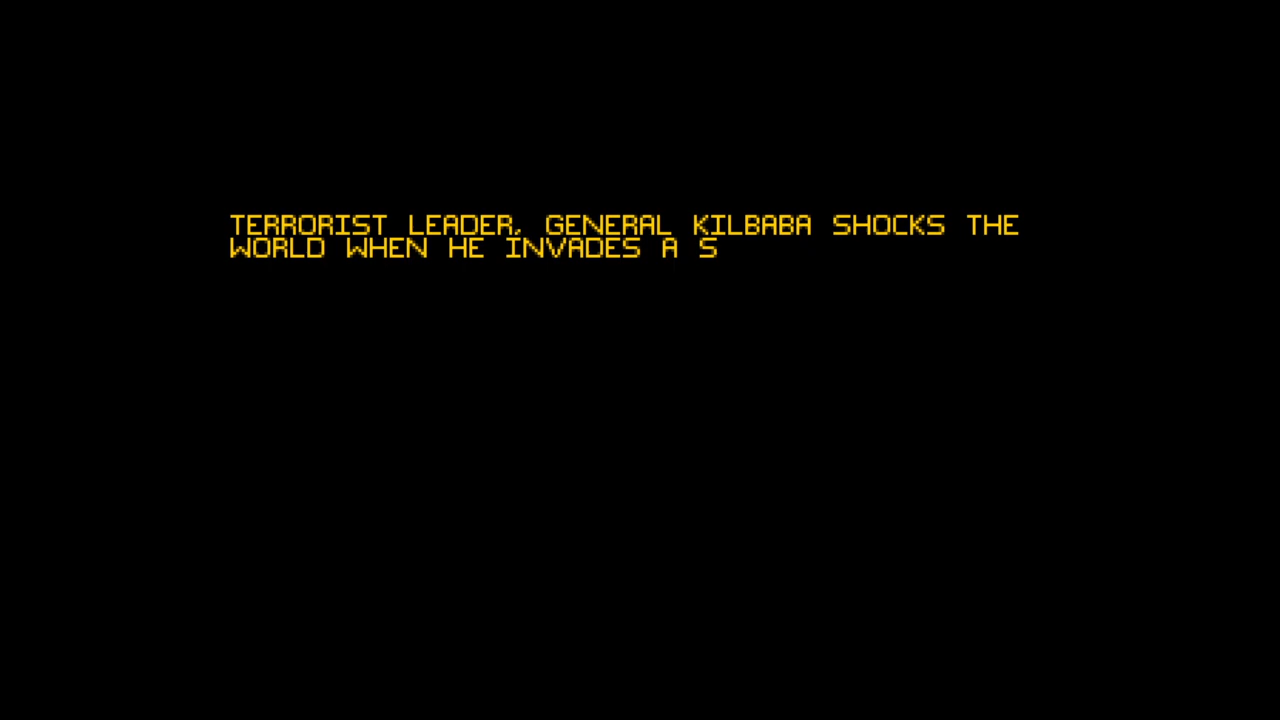 TERRORIST LEADER, GENERAL KILBABA SHOCKS THE
WORLD WHEN HE INVADES A S